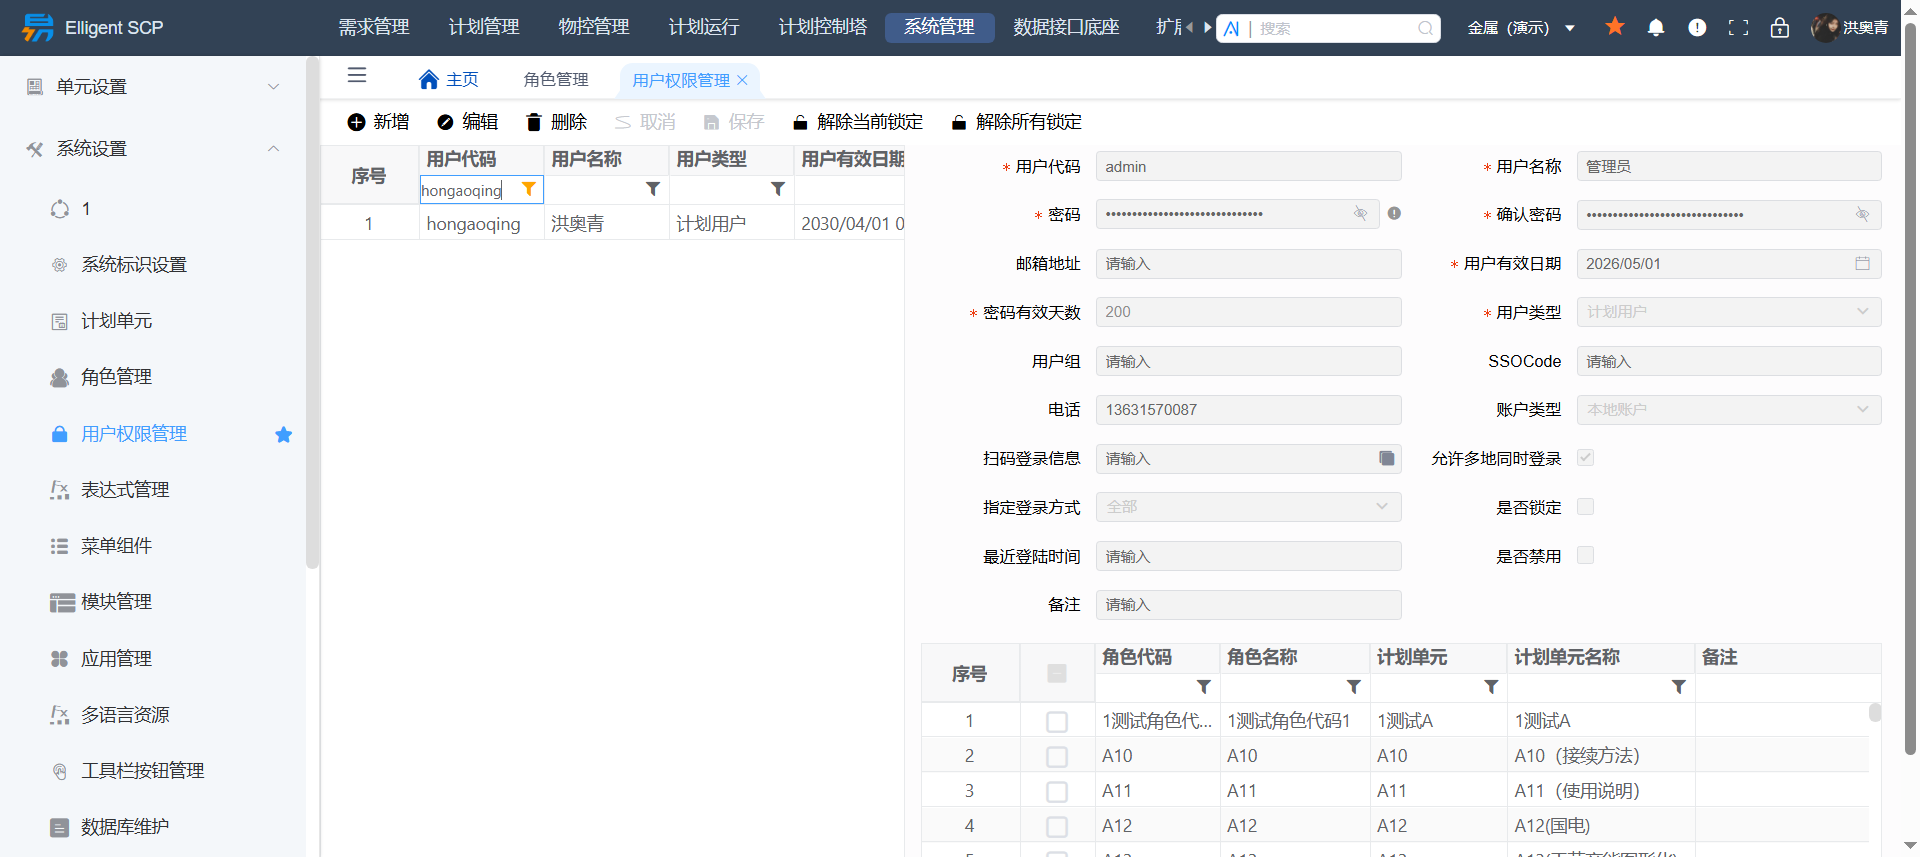 Elligent SCP
需求管理 计划管理 物控管理 计划运行 计划控制塔 系统管理 数据接口底座
搜索
金属 (演示)
洪奥青
单元设置
系统设置
1
系统标识设置
计划单元
角色管理
用户权限管理
表达式管理
菜单组件
模块管理
应用管理
多语言资源
工具栏按钮管理
数据库维护
主页 角色管理 用户权限管理
新增 编辑 删除 取消 保存 解除当前锁定 解除所有锁定
序号 用户代码 用户名称 用户类型 用户有效日期
hongaoqing
1 hongaoqing 洪奥青 计划用户 2030/04/01 0
* 用户代码 admin
* 用户名称 管理员
* 密码 ••••••••••••••••••••••••••••••
* 确认密码 ••••••••••••••••••••••••••••••
邮箱地址 请输入
* 用户有效日期 2026/05/01
* 密码有效天数 200
* 用户类型 计划用户
用户组 请输入
SSOCode 请输入
电话 13631570087
账户类型 本地账户
扫码登录信息 请输入
允许多地同时登录
指定登录方式 全部
是否锁定
最近登陆时间 请输入
是否禁用
备注 请输入
序号 角色代码 角色名称 计划单元 计划单元名称 备注
1 1测试角色代... 1测试角色代码1 1测试A 1测试A
2 A10 A10 A10 A10（接续方法）
3 A11 A11 A11 A11（使用说明）
4 A12 A12 A12 A12(国电)